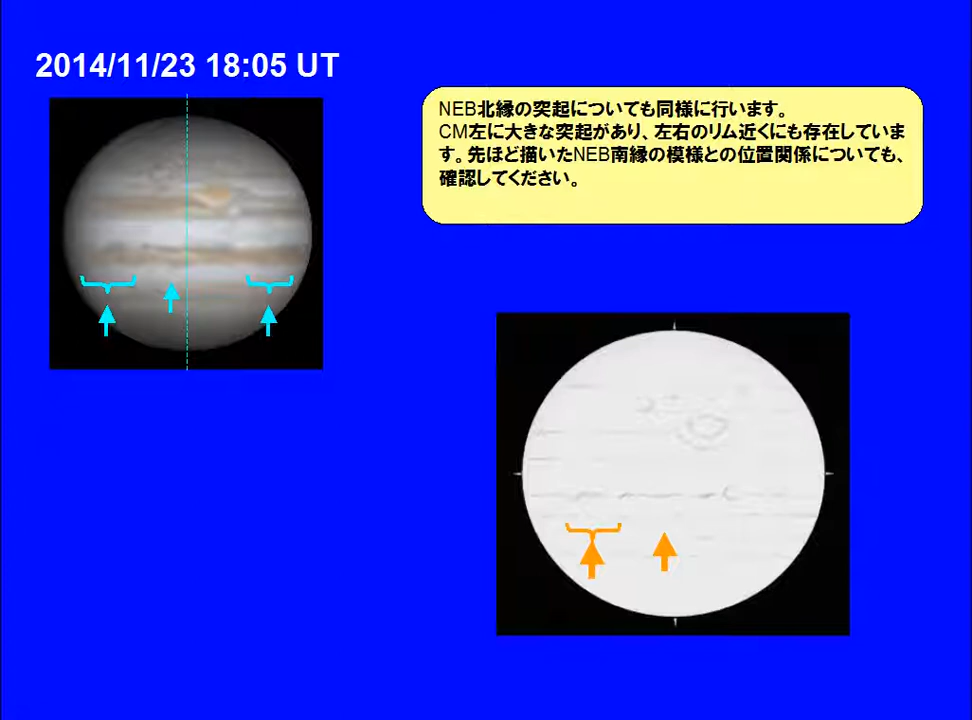 2014/11/23 18:05 UT
NEB北縁の突起についても同様に行います。
CM左に大きな突起があり、左右のリム近くにも存在していま
す。先ほど描いたNEB南縁の模様との位置関係についても、
確認してください。